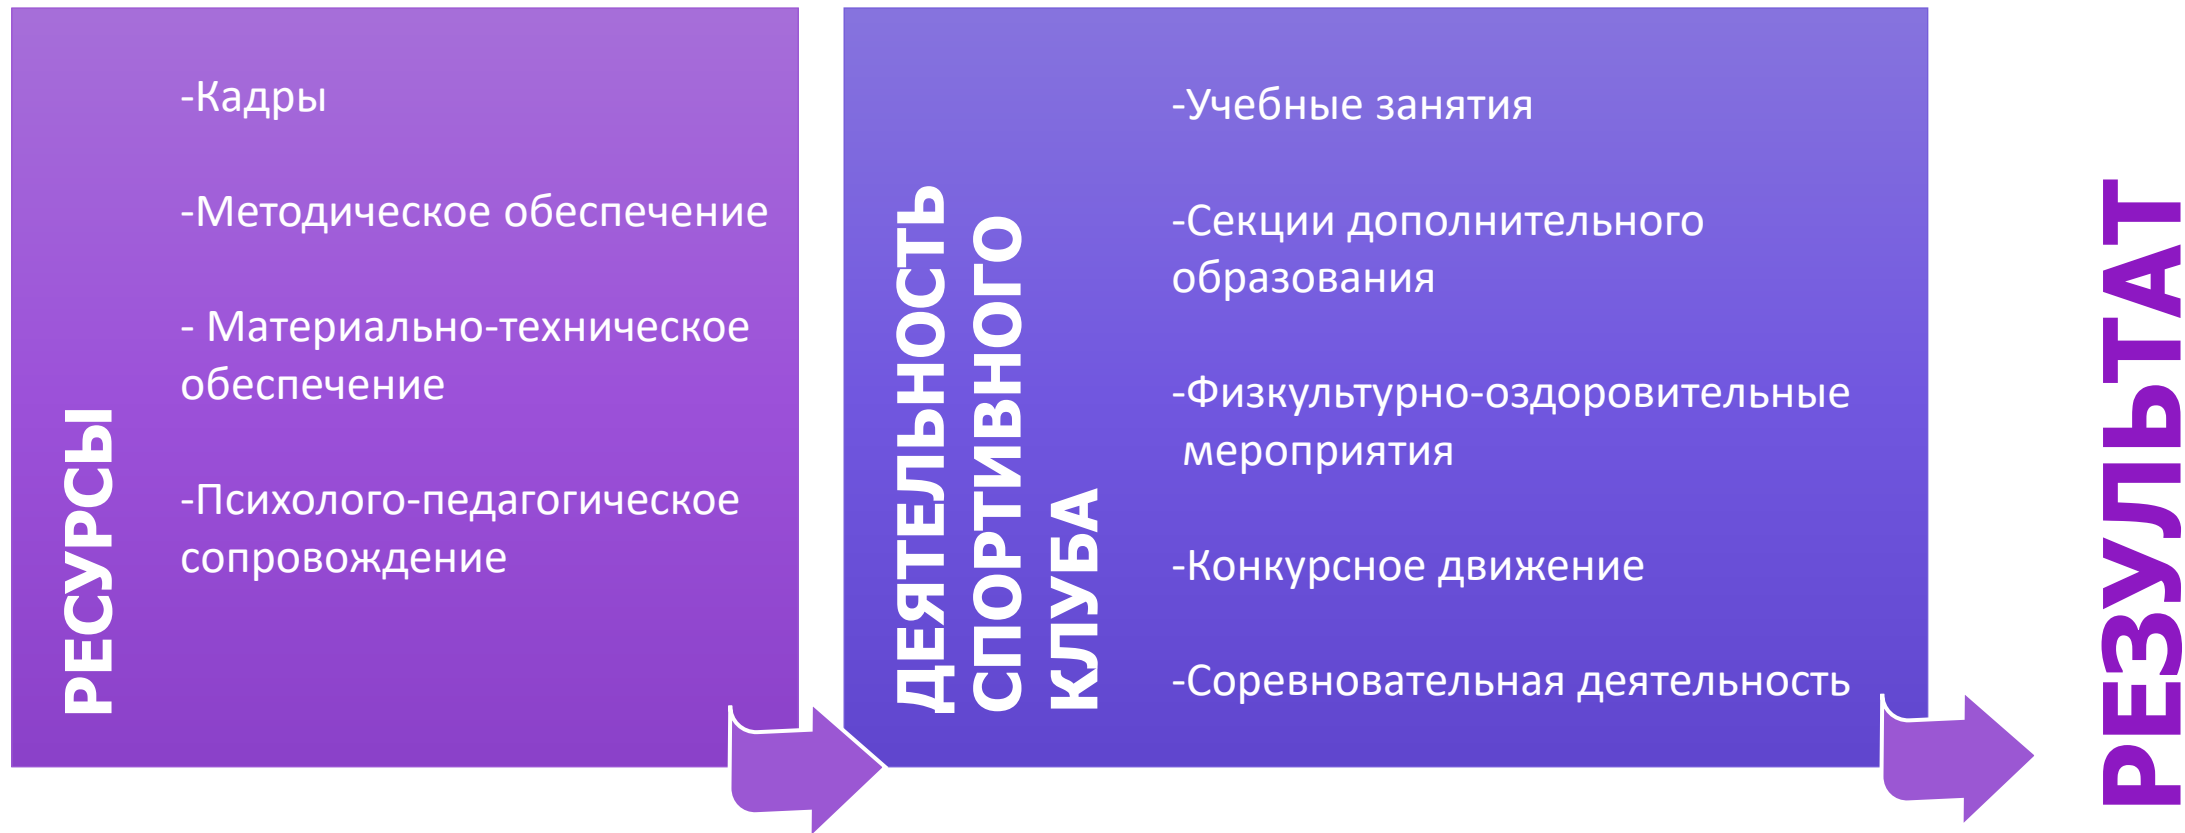 РЕСУРСЫ
-Кадры
-Методическое обеспечение
- Материально-техническое
обеспечение
-Психолого-педагогическое
сопровождение
ДЕЯТЕЛЬНОСТЬ
СПОРТИВНОГО
КЛУБА
-Учебные занятия
-Секции дополнительного
образования
-Физкультурно-оздоровительные
мероприятия
-Конкурсное движение
-Соревновательная деятельность
РЕЗУЛЬТАТ